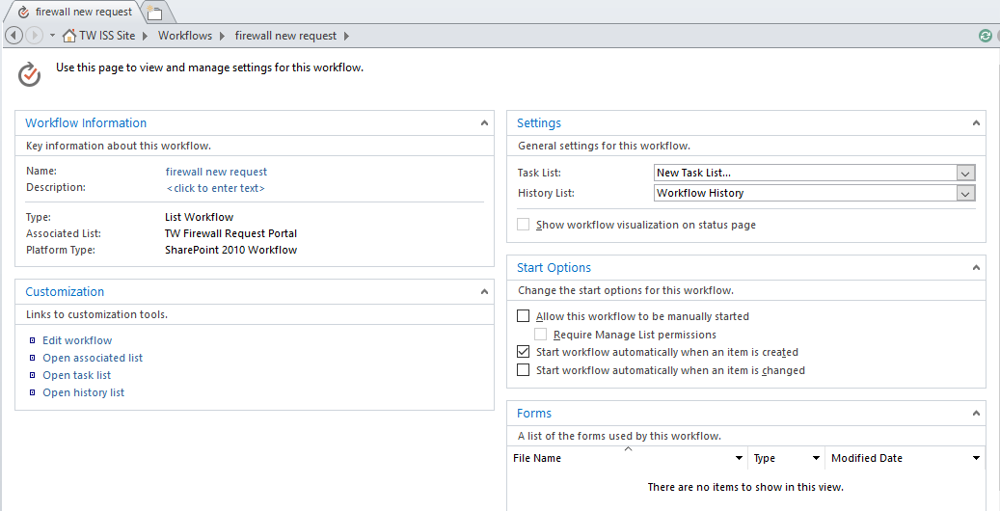 firewall new request
TW ISS Site Workflows firewall new request
Use this page to view and manage settings for this workflow.
Workflow Information
Key information about this workflow.
Name: firewall new request
Description: <click to enter text>
Type: List Workflow
Associated List: TW Firewall Request Portal
Platform Type: SharePoint 2010 Workflow
Customization
Links to customization tools.
Edit workflow
Open associated list
Open task list
Open history list
Settings
General settings for this workflow.
Task List: New Task List...
History List: Workflow History
Show workflow visualization on status page
Start Options
Change the start options for this workflow.
Allow this workflow to be manually started
Require Manage List permissions
Start workflow automatically when an item is created
Start workflow automatically when an item is changed
Forms
A list of the forms used by this workflow.
File Name Type Modified Date
There are no items to show in this view.